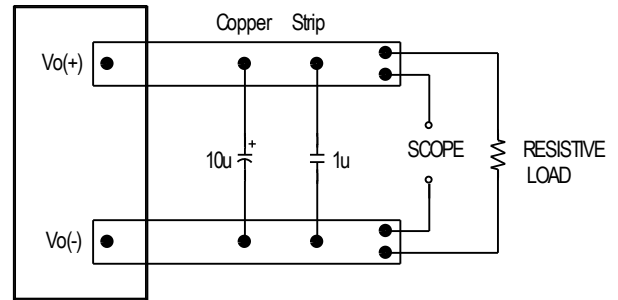 Copper Strip
Vo(+)
10u
+
1u
SCOPE
RESISTIVE
LOAD
Vo(-)